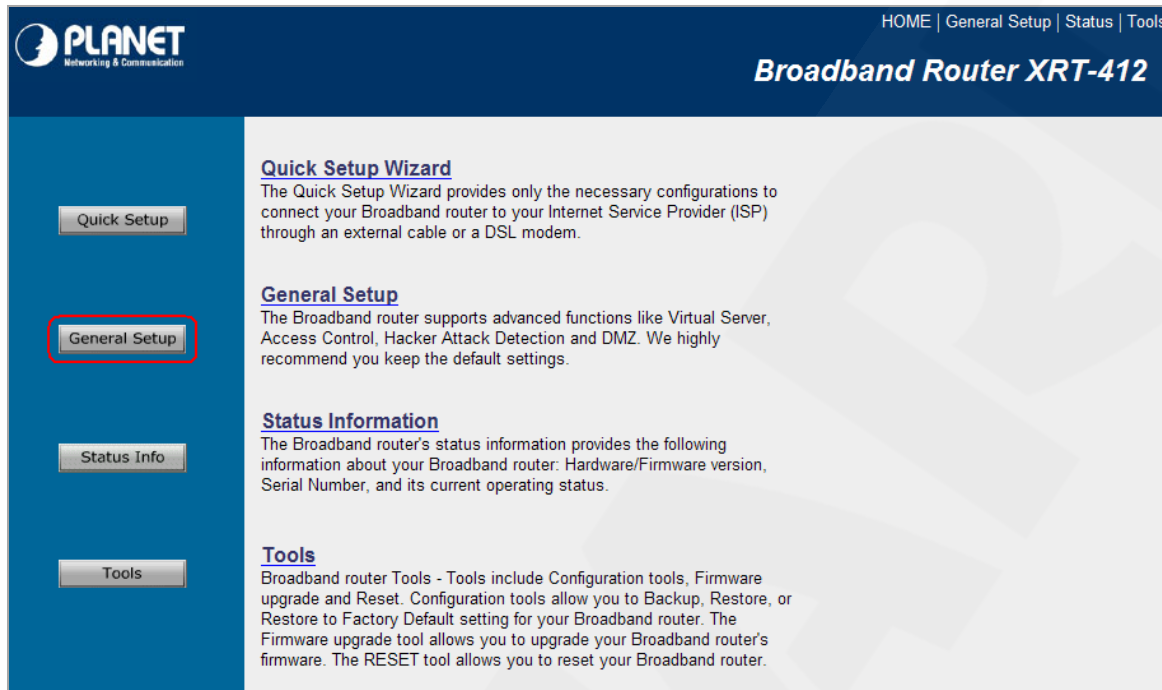 PLANET
Networking & Communication
HOME | General Setup | Status | Tools
Broadband Router XRT-412
Quick Setup
Quick Setup Wizard
The Quick Setup Wizard provides only the necessary configurations to
connect your Broadband router to your Internet Service Provider (ISP)
through an external cable or a DSL modem.
General Setup
General Setup
The Broadband router supports advanced functions like Virtual Server,
Access Control, Hacker Attack Detection and DMZ. We highly
recommend you keep the default settings.
Status Info
Status Information
The Broadband router's status information provides the following
information about your Broadband router: Hardware/Firmware version,
Serial Number, and its current operating status.
Tools
Tools
Broadband router Tools - Tools include Configuration tools, Firmware
upgrade and Reset. Configuration tools allow you to Backup, Restore, or
Restore to Factory Default setting for your Broadband router. The
Firmware upgrade tool allows you to upgrade your Broadband router's
firmware. The RESET tool allows you to reset your Broadband router.